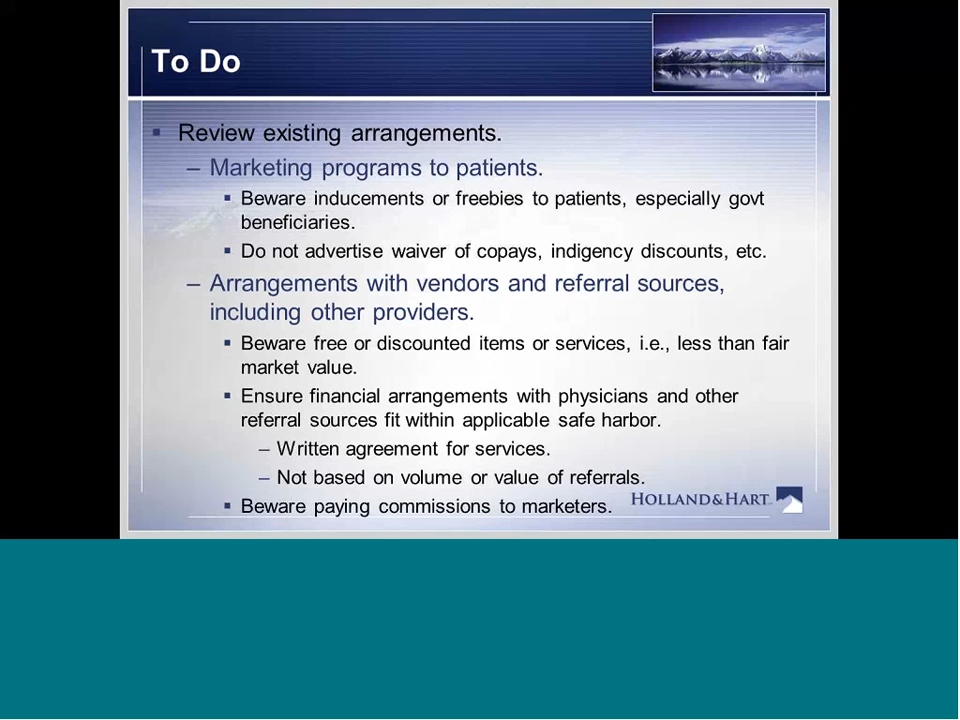 To Do
Review existing arrangements.
– Marketing programs to patients.
Beware inducements or freebies to patients, especially govt
beneficiaries.
Do not advertise waiver of copays, indigency discounts, etc.
– Arrangements with vendors and referral sources,
including other providers.
Beware free or discounted items or services, i.e., less than fair
market value.
Ensure financial arrangements with physicians and other
referral sources fit within applicable safe harbor.
– Written agreement for services.
– Not based on volume or value of referrals.
Beware paying commissions to marketers.
HOLLAND&HART